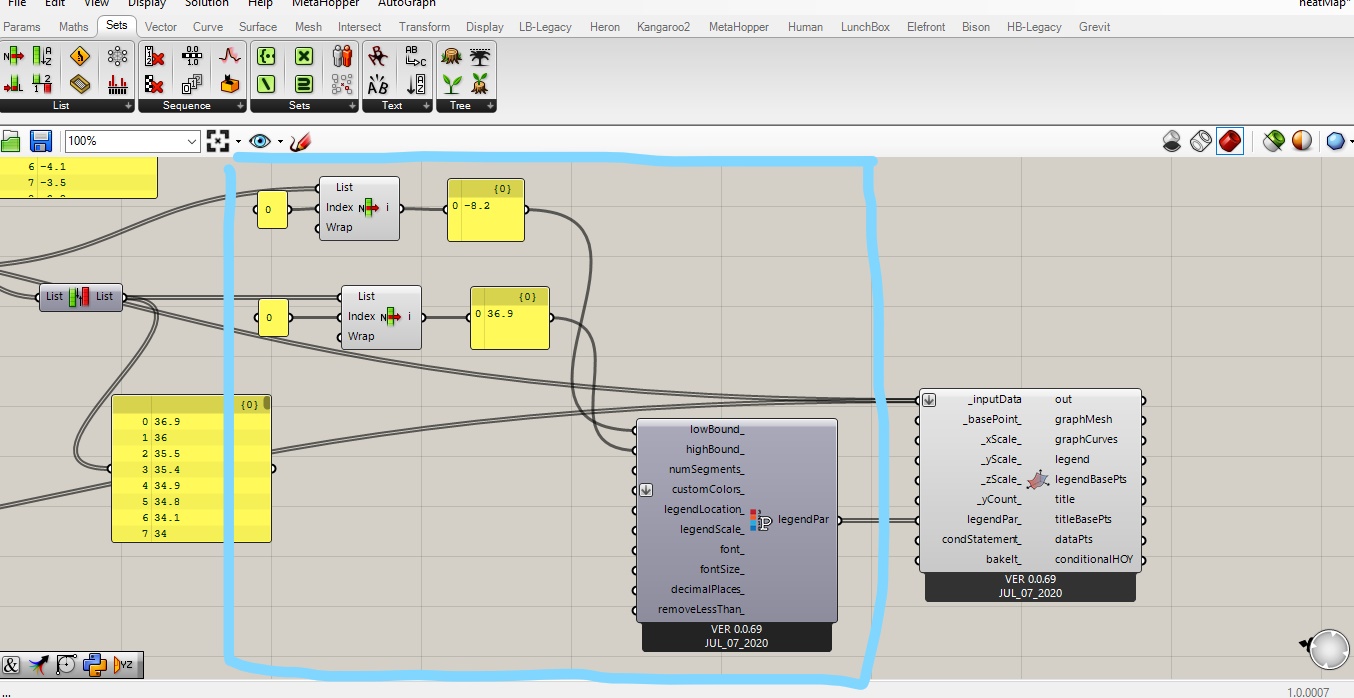 File Edit View Display Solution Help MetaHopper AutoGraph
heatMap*
Params Maths Sets Vector Curve Surface Mesh Intersect Transform Display LB-Legacy Heron Kangaroo2 MetaHopper Human LunchBox Elefront Bison HB-Legacy Grevit
List Sequence Sets Text Tree
100%
6 -4.1
7 -3.5
0
List
Index N i
Wrap
{0}
0 -8.2
List List
0
List
Index N i
Wrap
{0}
0 36.9
{0}
0 36.9
1 36
2 35.5
3 35.4
4 34.9
5 34.8
6 34.1
7 34
lowBound_
highBound_
numSegments_
customColors_
legendLocation_
legendScale_
font_
fontSize_
decimalPlaces_
removeLessThan_
P legendPar
VER 0.0.69
JUL_07_2020
_inputData out
_basePoint_ graphMesh
_xScale_ graphCurves
_yScale_ legend
_zScale_ legendBasePts
_yCount_ title
legendPar_ titleBasePts
condStatement_ dataPts
bakeIt_ conditionalHOY
VER 0.0.69
JUL_07_2020
& YZ
...
1.0.0007